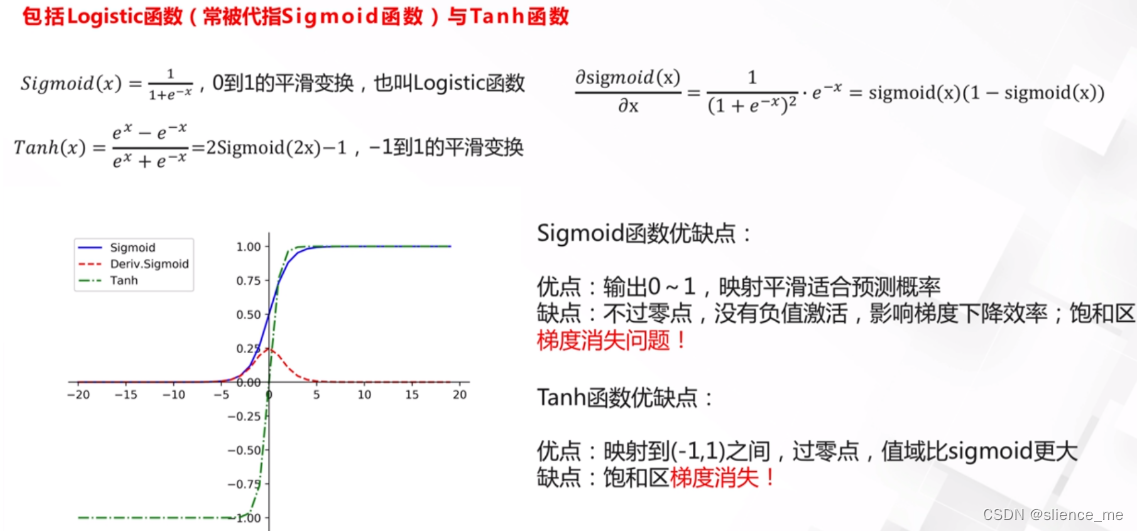 包括Logistic函数（常被代指Sigmoid函数）与Tanh函数
Sigmoid(x) = 1/(1+e^{-x})，0到1的平滑变换，也叫Logistic函数
∂sigmoid(x)/∂x = 1/(1 + e^{-x})^2 · e^{-x} = sigmoid(x)(1 − sigmoid(x))
Tanh(x) = (e^x − e^{-x})/(e^x + e^{-x}) =2Sigmoid(2x)−1，−1到1的平滑变换
Sigmoid
Deriv.Sigmoid
Tanh
1.00
0.75
0.50
0.25
0.00
−0.25
−0.50
−0.75
−1.00
−20 −15 −10 −5 0 5 10 15 20
Sigmoid函数优缺点：
优点：输出0～1，映射平滑适合预测概率
缺点：不过零点，没有负值激活，影响梯度下降效率；饱和区
梯度消失问题！
Tanh函数优缺点：
优点：映射到(-1,1)之间，过零点，值域比sigmoid更大
缺点：饱和区梯度消失！
CSDN @slience_me